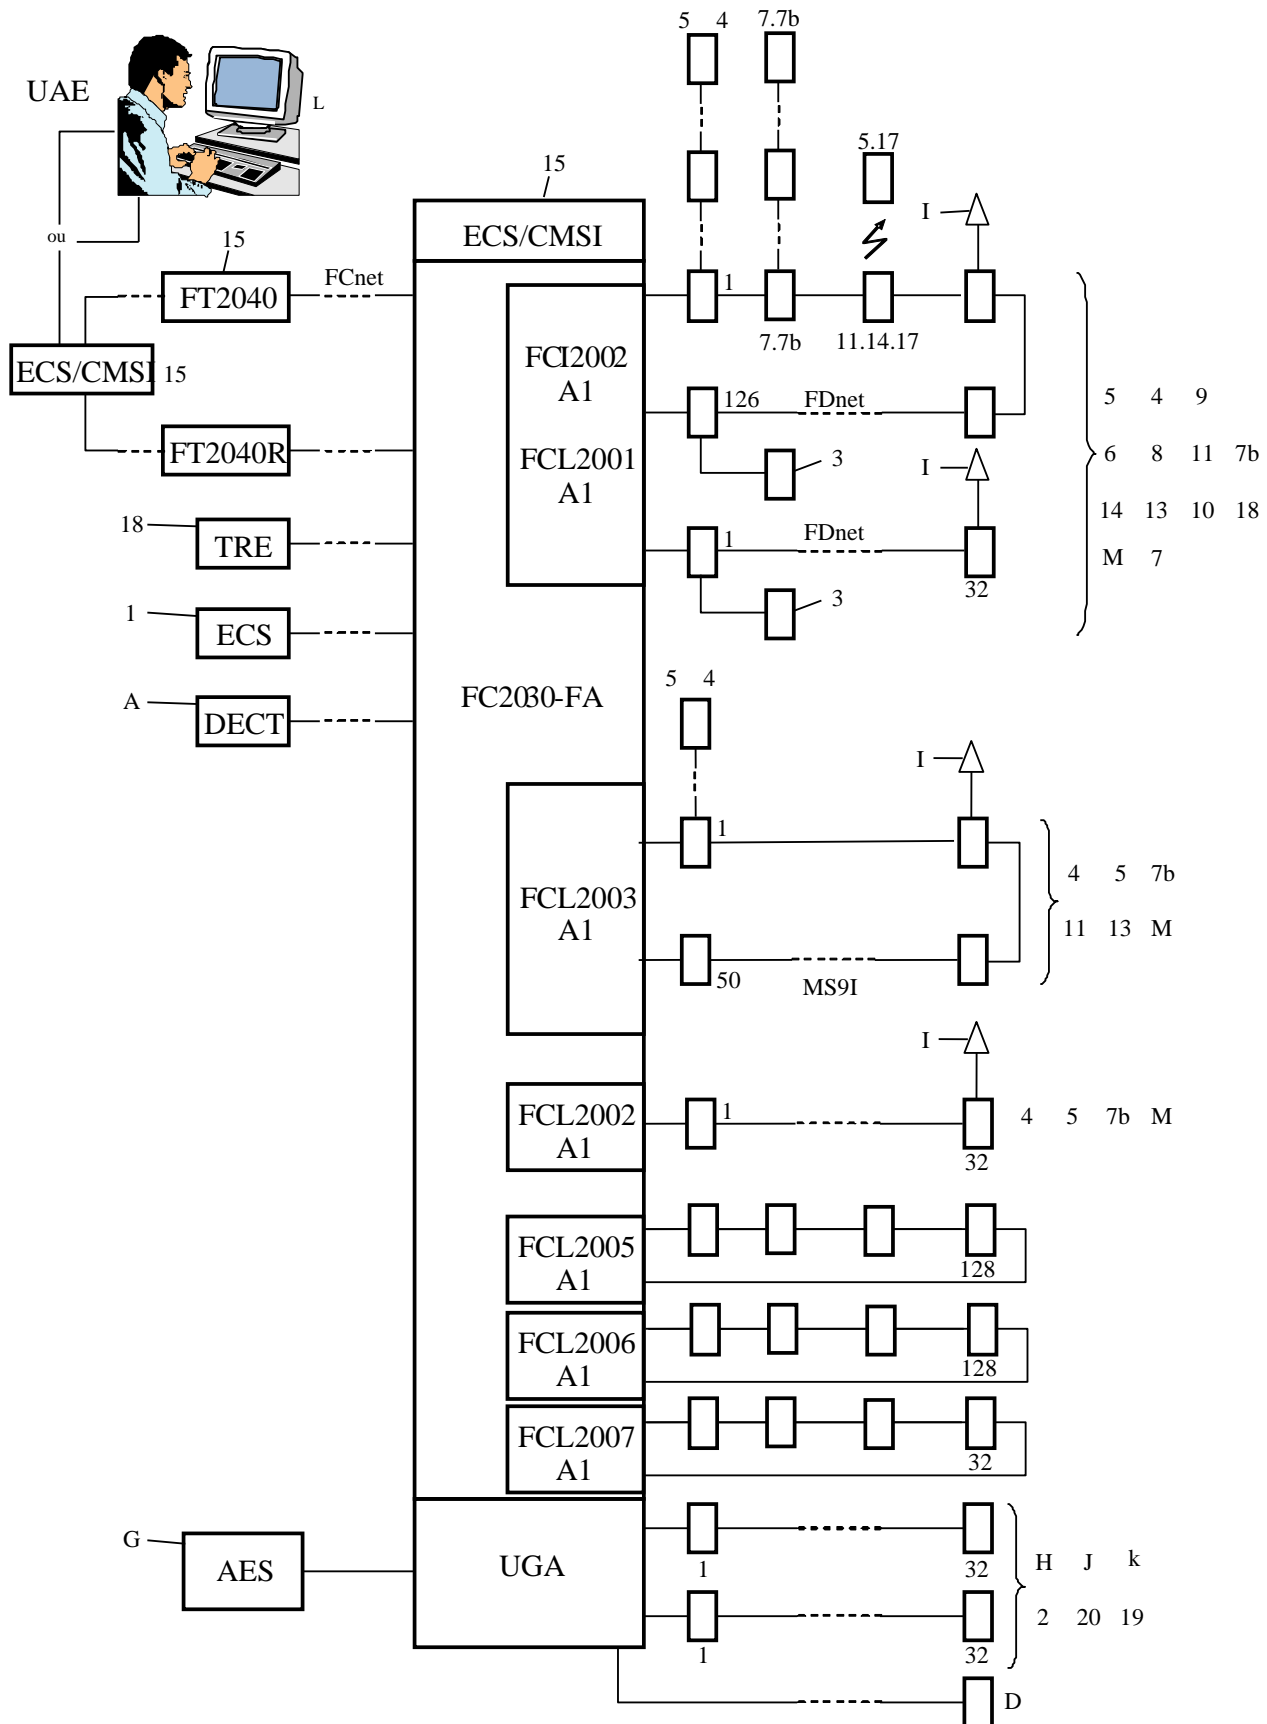 5 4 7.7b
UAE
L
5.17
15
I
ou
ECS/CMSI
15
FCnet
1
FT2040
7.7b 11.14.17
FCI2002
A1
ECS/CMSI 15
126 FDnet
5 4 9
FT2040R
FCL2001
A1
3
I
6 8 11 7b
18
TRE
1 FDnet
14 13 10 18
M 7
32
3
1
ECS
5 4
A
DECT
FC2030-FA
I
1
4 5 7b
FCL2003
A1
11 13 M
50
MS9I
I
FCL2002
A1
1
4 5 7b M
32
FCL2005
A1
128
FCL2006
A1
128
FCL2007
A1
32
G
AES
UGA
1 32
H J k
2 20 19
1 32
D